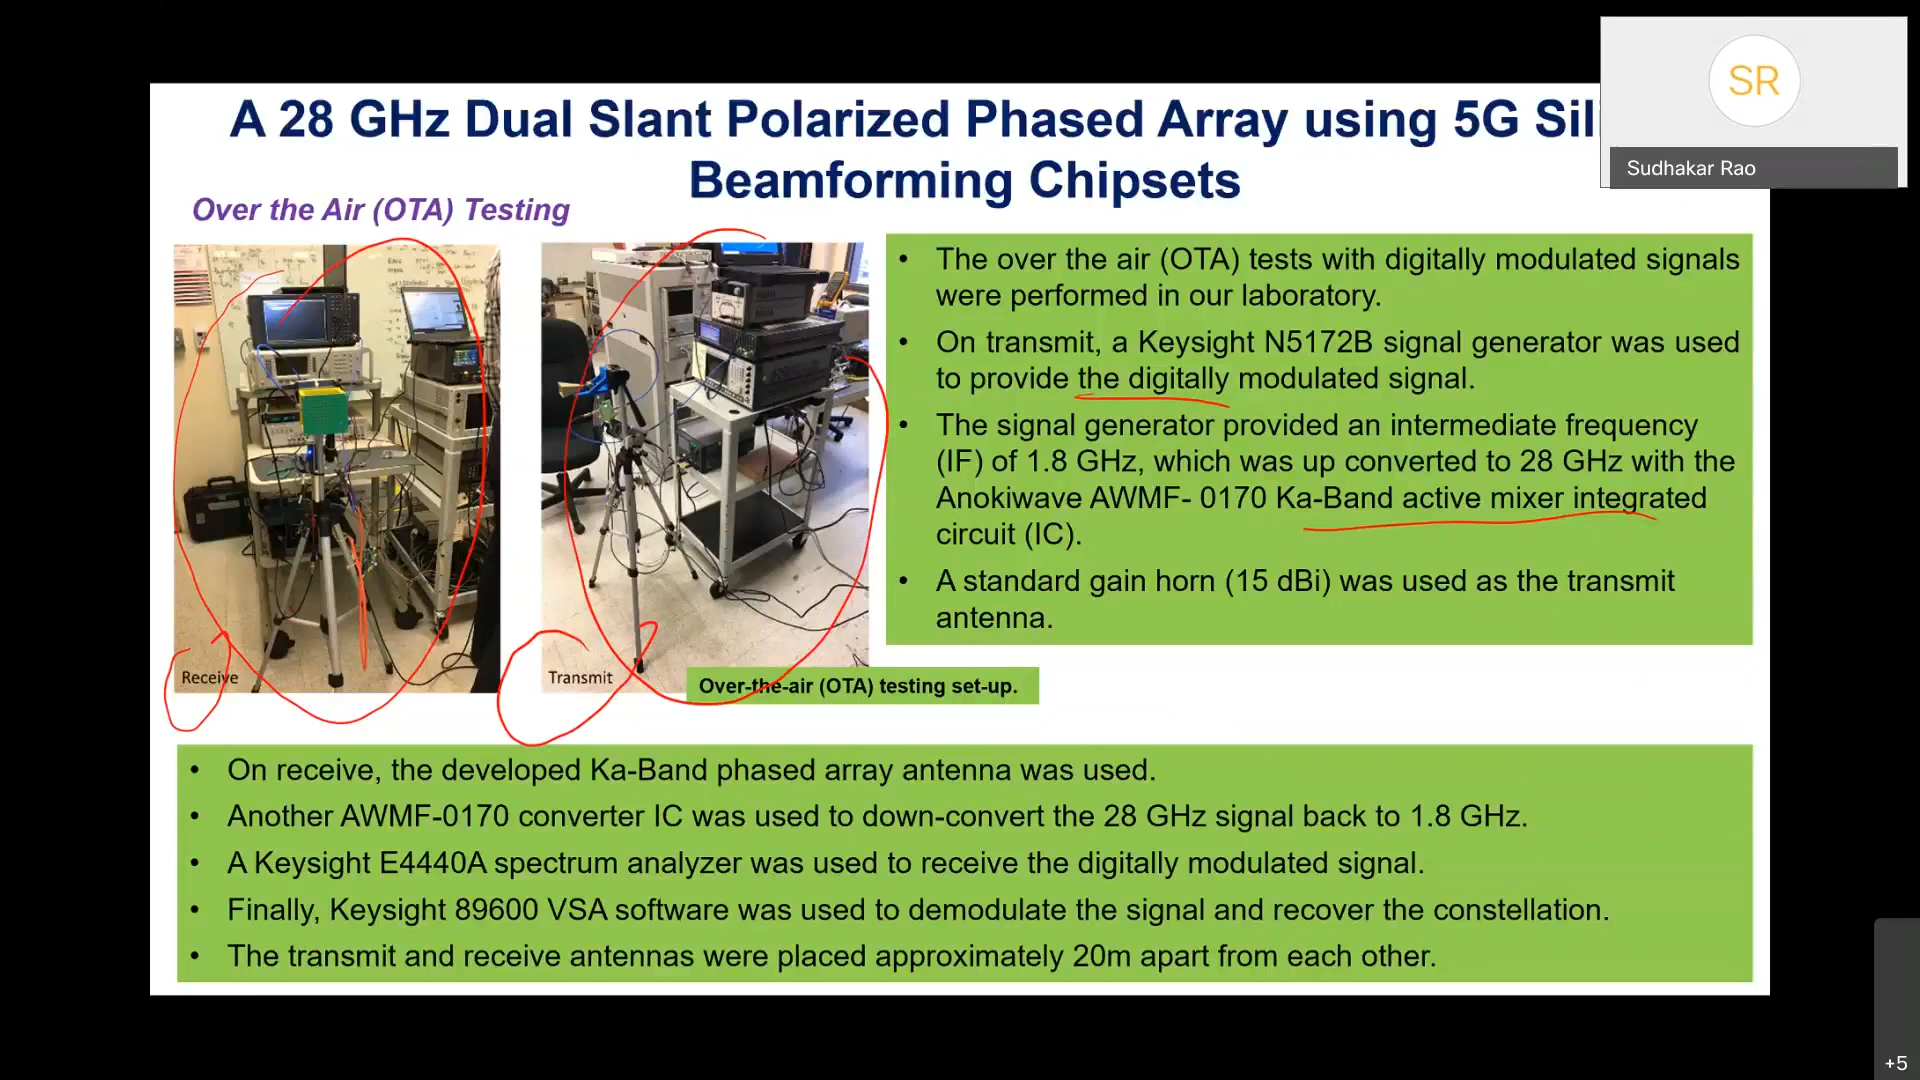 A 28 GHz Dual Slant Polarized Phased Array using 5G Sili
Beamforming Chipsets
SR
Sudhakar Rao
Over the Air (OTA) Testing
Receive
Transmit
Over-the-air (OTA) testing set-up.
• The over the air (OTA) tests with digitally modulated signals
were performed in our laboratory.
• On transmit, a Keysight N5172B signal generator was used
to provide the digitally modulated signal.
• The signal generator provided an intermediate frequency
(IF) of 1.8 GHz, which was up converted to 28 GHz with the
Anokiwave AWMF- 0170 Ka-Band active mixer integrated
circuit (IC).
• A standard gain horn (15 dBi) was used as the transmit
antenna.
• On receive, the developed Ka-Band phased array antenna was used.
• Another AWMF-0170 converter IC was used to down-convert the 28 GHz signal back to 1.8 GHz.
• A Keysight E4440A spectrum analyzer was used to receive the digitally modulated signal.
• Finally, Keysight 89600 VSA software was used to demodulate the signal and recover the constellation.
• The transmit and receive antennas were placed approximately 20m apart from each other.
+5